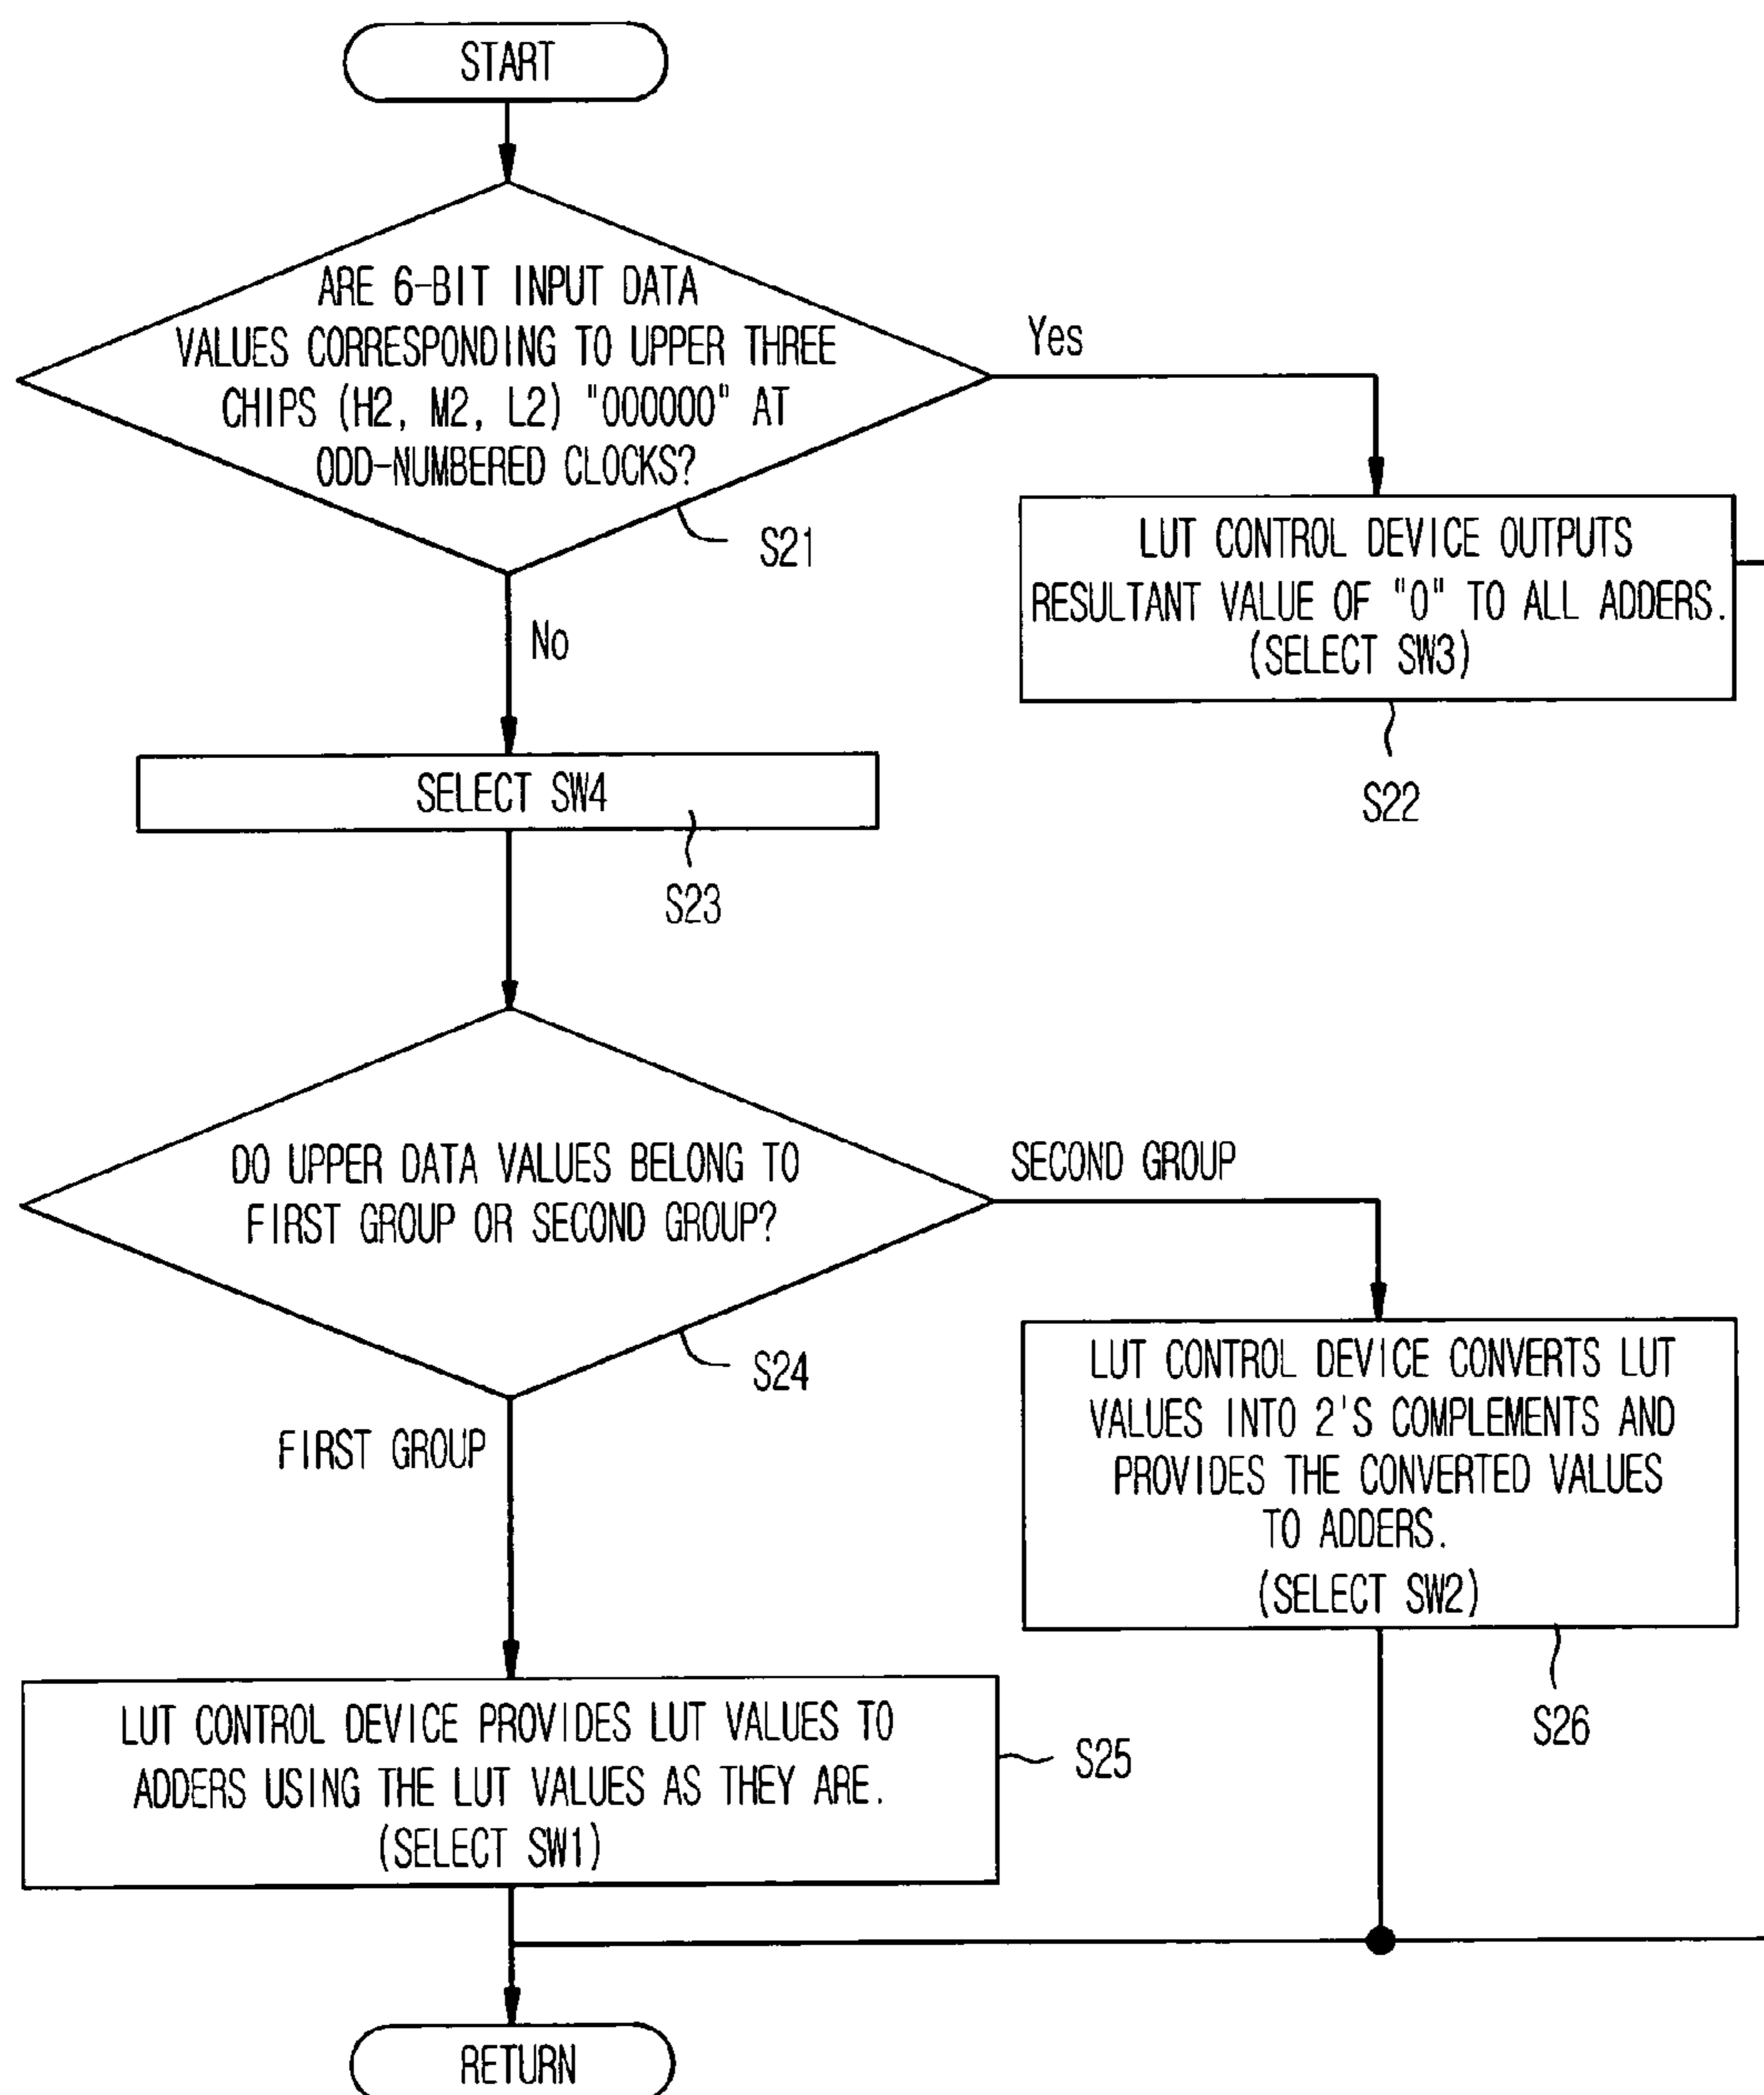 START
ARE 6-BIT INPUT DATA
VALUES CORRESPONDING TO UPPER THREE
CHIPS (H2, M2, L2) "000000" AT
ODD-NUMBERED CLOCKS?
S21
Yes
LUT CONTROL DEVICE OUTPUTS
RESULTANT VALUE OF "0" TO ALL ADDERS.
(SELECT SW3)
S22
No
SELECT SW4
S23
DO UPPER DATA VALUES BELONG TO
FIRST GROUP OR SECOND GROUP?
S24
SECOND GROUP
LUT CONTROL DEVICE CONVERTS LUT
VALUES INTO 2'S COMPLEMENTS AND
PROVIDES THE CONVERTED VALUES
TO ADDERS.
(SELECT SW2)
S26
FIRST GROUP
LUT CONTROL DEVICE PROVIDES LUT VALUES TO
ADDERS USING THE LUT VALUES AS THEY ARE.
(SELECT SW1)
S25
RETURN